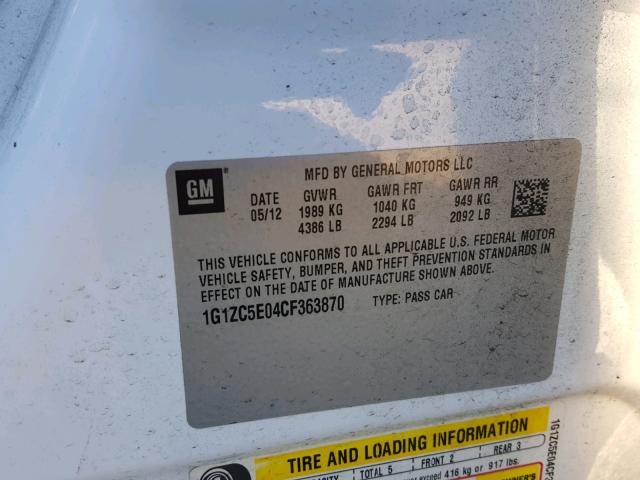 GM
MFD BY GENERAL MOTORS LLC
DATE GVWR GAWR FRT GAWR RR
05/12 1989 KG 1040 KG 949 KG
4386 LB 2294 LB 2092 LB
THIS VEHICLE CONFORMS TO ALL APPLICABLE U.S. FEDERAL MOTOR
VEHICLE SAFETY, BUMPER, AND THEFT PREVENTION STANDARDS IN
EFFECT ON THE DATE OF MANUFACTURE SHOWN ABOVE.
1G1ZC5E04CF363870 TYPE: PASS CAR
TIRE AND LOADING INFORMATION
TOTAL 5 FRONT 2 REAR 3
exceed 416 kg or 917 lbs.
OWNER'S
1G1ZC5E04CF